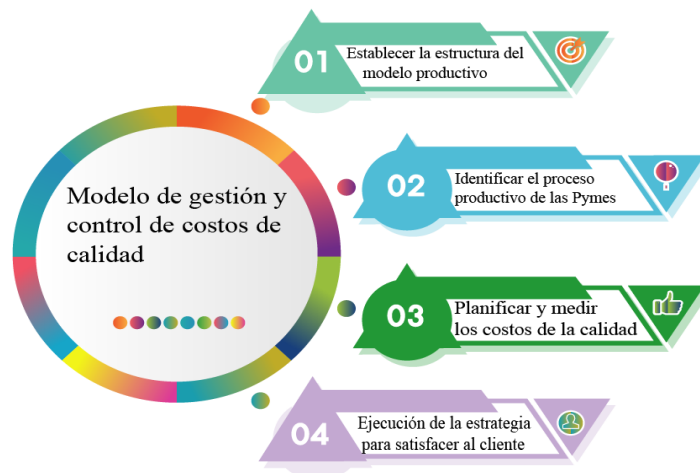 Modelo de gestión y
control de costos de
calidad
01
Establecer la estructura del
modelo productivo
02
Identificar el proceso
productivo de las Pymes
03
Planificar y medir
los costos de la calidad
04
Ejecución de la estrategia
para satisfacer al cliente